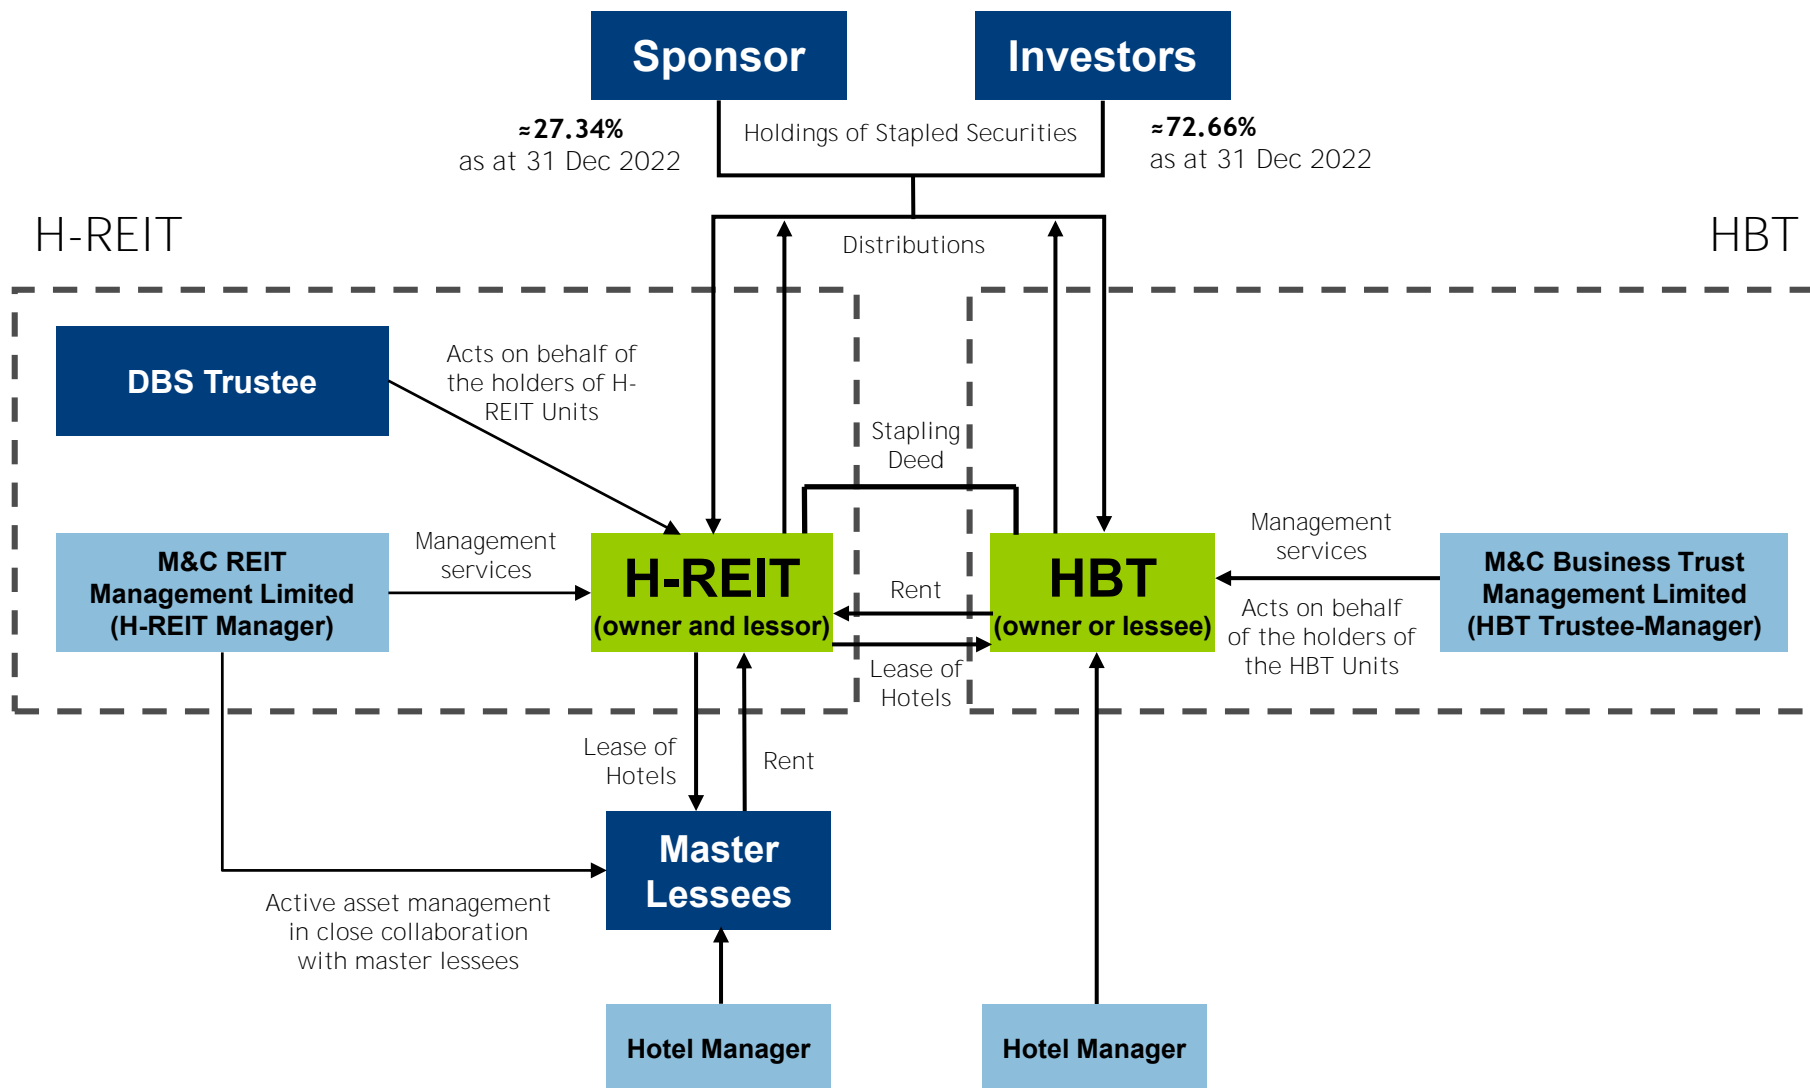 Sponsor
Investors
≈27.34%
as at 31 Dec 2022
Holdings of Stapled Securities
≈72.66%
as at 31 Dec 2022
H-REIT
HBT
Distributions
DBS Trustee
Acts on behalf of
the holders of H-
REIT Units
Stapling
Deed
M&C REIT
Management Limited
(H-REIT Manager)
Management
services
H-REIT
(owner and lessor)
Rent
Lease of
Hotels
HBT
(owner or lessee)
Management
services
Acts on behalf
of the holders of
the HBT Units
M&C Business Trust
Management Limited
(HBT Trustee-Manager)
Lease of
Hotels
Rent
Master
Lessees
Active asset management
in close collaboration
with master lessees
Hotel Manager
Hotel Manager